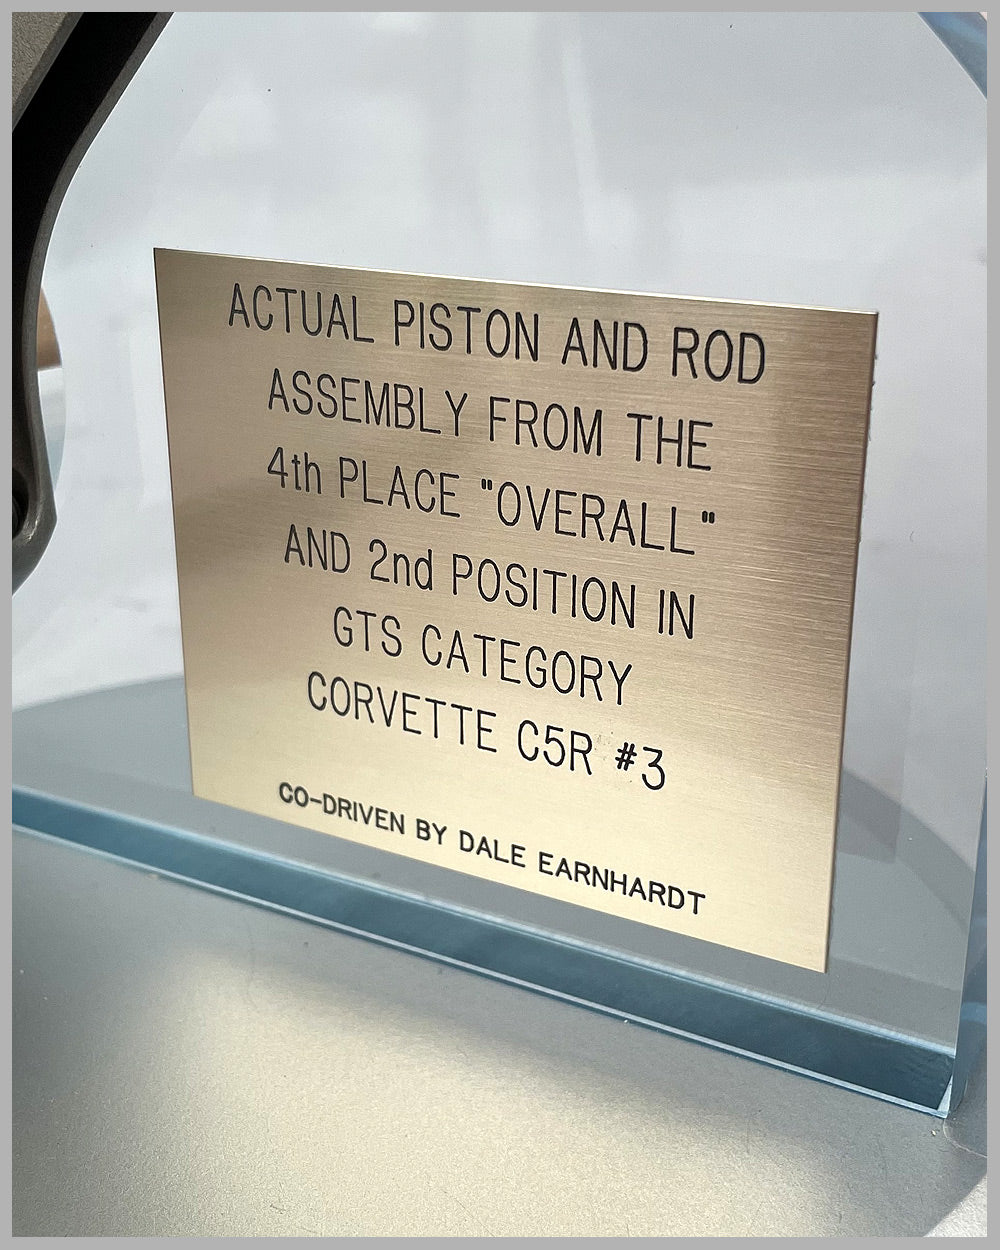 ACTUAL PISTON AND ROD
ASSEMBLY FROM THE
4th PLACE "OVERALL"
AND 2nd POSITION IN
GTS CATEGORY
CORVETTE C5R #3
CO-DRIVEN BY DALE EARNHARDT